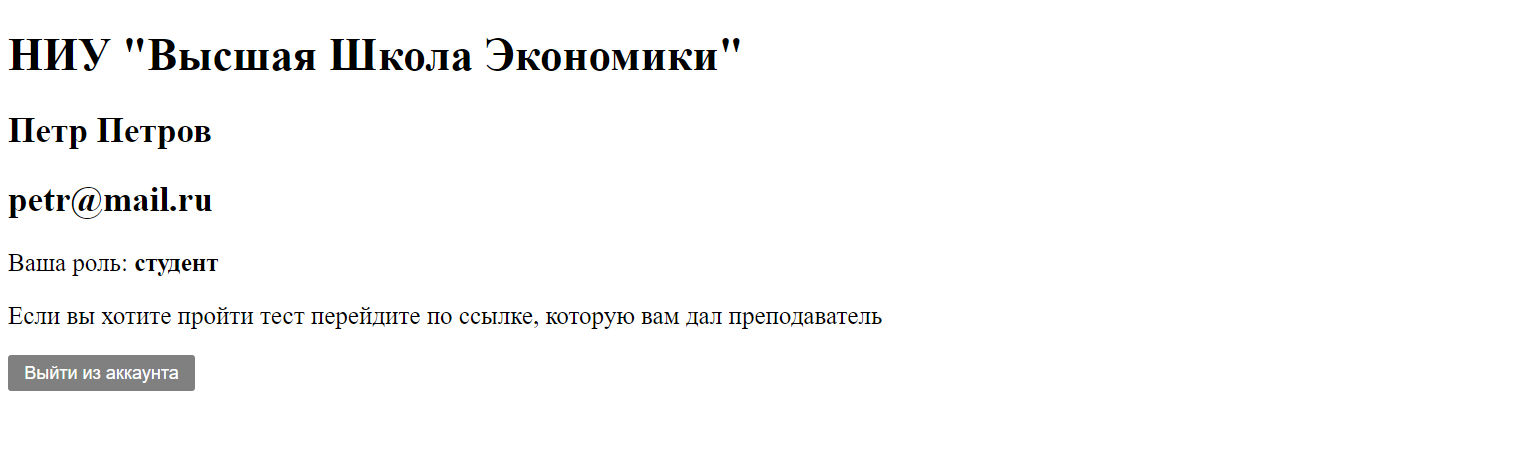 НИУ "Высшая Школа Экономики"
Петр Петров
petr@mail.ru
Ваша роль: студент
Если вы хотите пройти тест перейдите по ссылке, которую вам дал преподаватель
Выйти из аккаунта